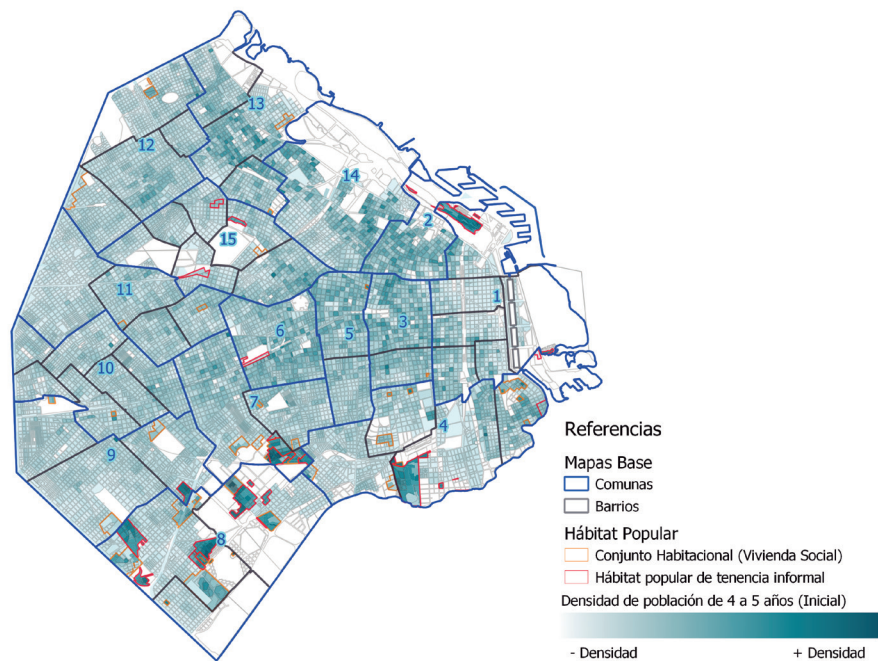 13
12
14
2
15
1
11
6
5
3
10
7
4
9
8
Referencias
Mapas Base
Comunas
Barrios
Hábitat Popular
Conjunto Habitacional (Vivienda Social)
Hábitat popular de tenencia informal
Densidad de población de 4 a 5 años (Inicial)
- Densidad
+ Densidad